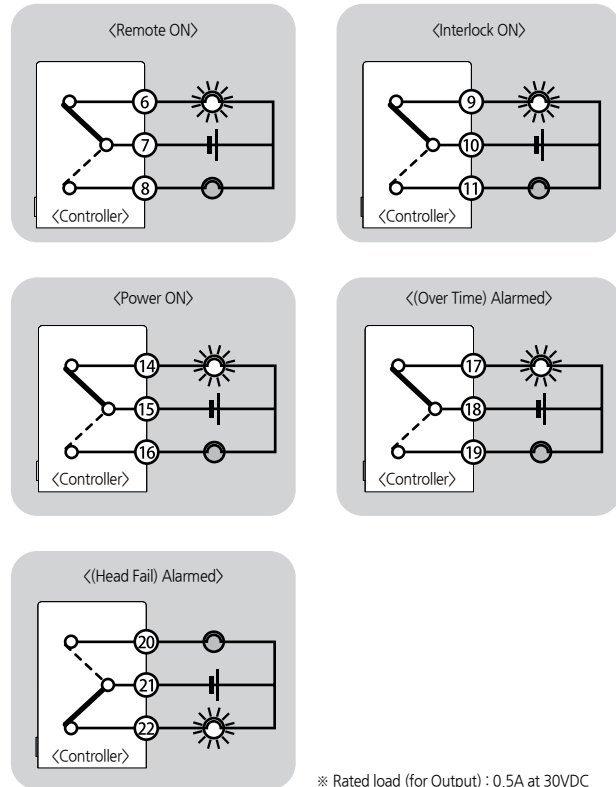 〈Remote ON〉
6
7
8
〈Controller〉
〈Interlock ON〉
9
10
11
〈Controller〉
〈Power ON〉
14
15
16
〈Controller〉
〈(Over Time) Alarmed〉
17
18
19
〈Controller〉
〈(Head Fail) Alarmed〉
20
21
22
〈Controller〉
※ Rated load (for Output) : 0.5A at 30VDC